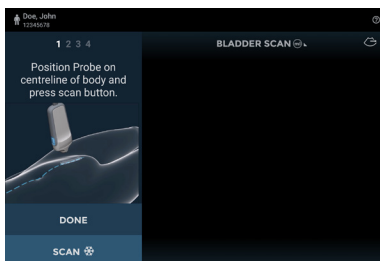 Doe, John
12345678
1 2 3 4
BLADDER SCAN
Position Probe on
centreline of body and
press scan button.
DONE
SCAN